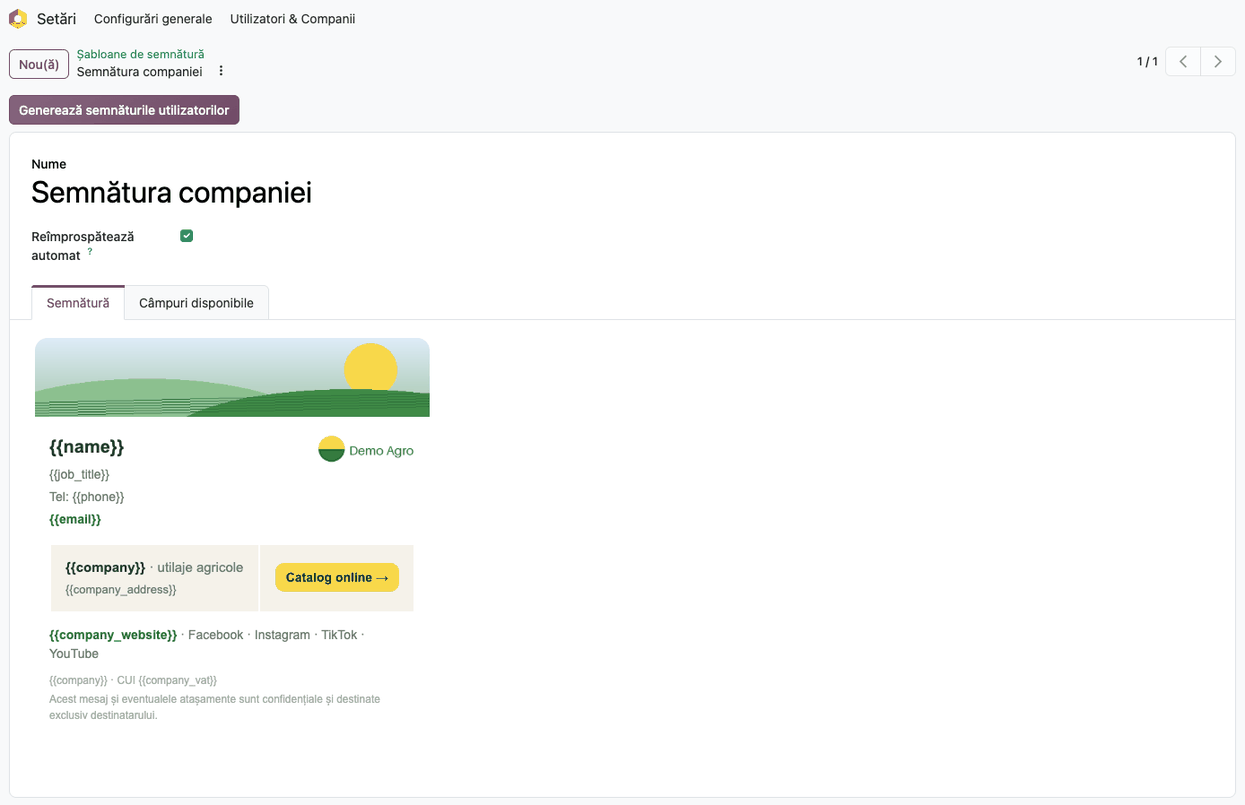 Setări Configurări generale Utilizatori & Companii
Nou(ă)
Șabloane de semnătură
Semnătura companiei
1 / 1
Generează semnăturile utilizatorilor
Nume
Semnătura companiei
Reîmprospătează
automat ?
Semnătură Câmpuri disponibile
{{name}}
Demo Agro
{{job_title}}
Tel: {{phone}}
{{email}}
{{company}} · utilaje agricole
{{company_address}}
Catalog online →
{{company_website}} · Facebook · Instagram · TikTok ·
YouTube
{{company}} · CUI {{company_vat}}
Acest mesaj și eventualele atașamente sunt confidențiale și destinate
exclusiv destinatarului.